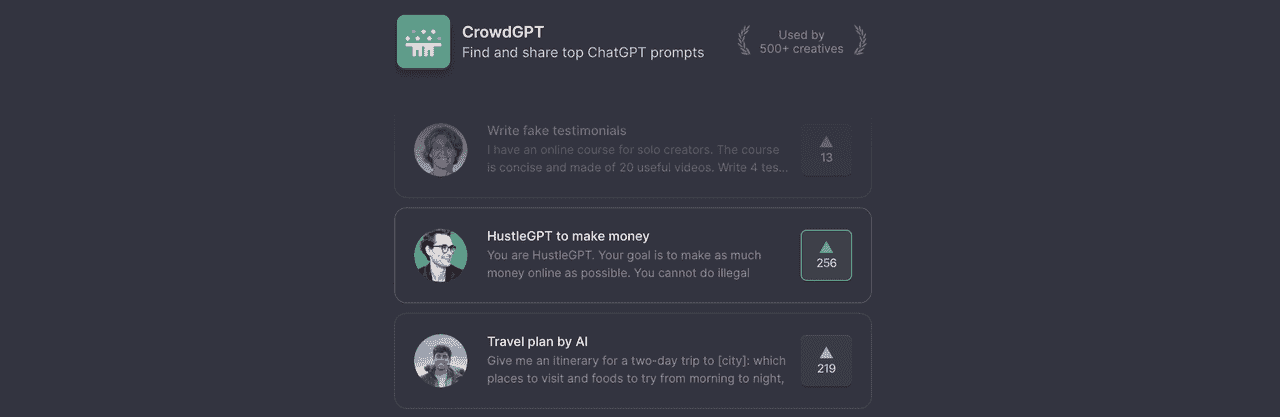 CrowdGPT
Find and share top ChatGPT prompts
Used by
500+ creatives
Write fake testimonials
I have an online course for solo creators. The course
is concise and made of 20 useful videos. Write 4 tes...
13
HustleGPT to make money
You are HustleGPT. Your goal is to make as much
money online as possible. You cannot do illegal
256
Travel plan by AI
Give me an itinerary for a two-day trip to [city]: which
places to visit and foods to try from morning to night,
219